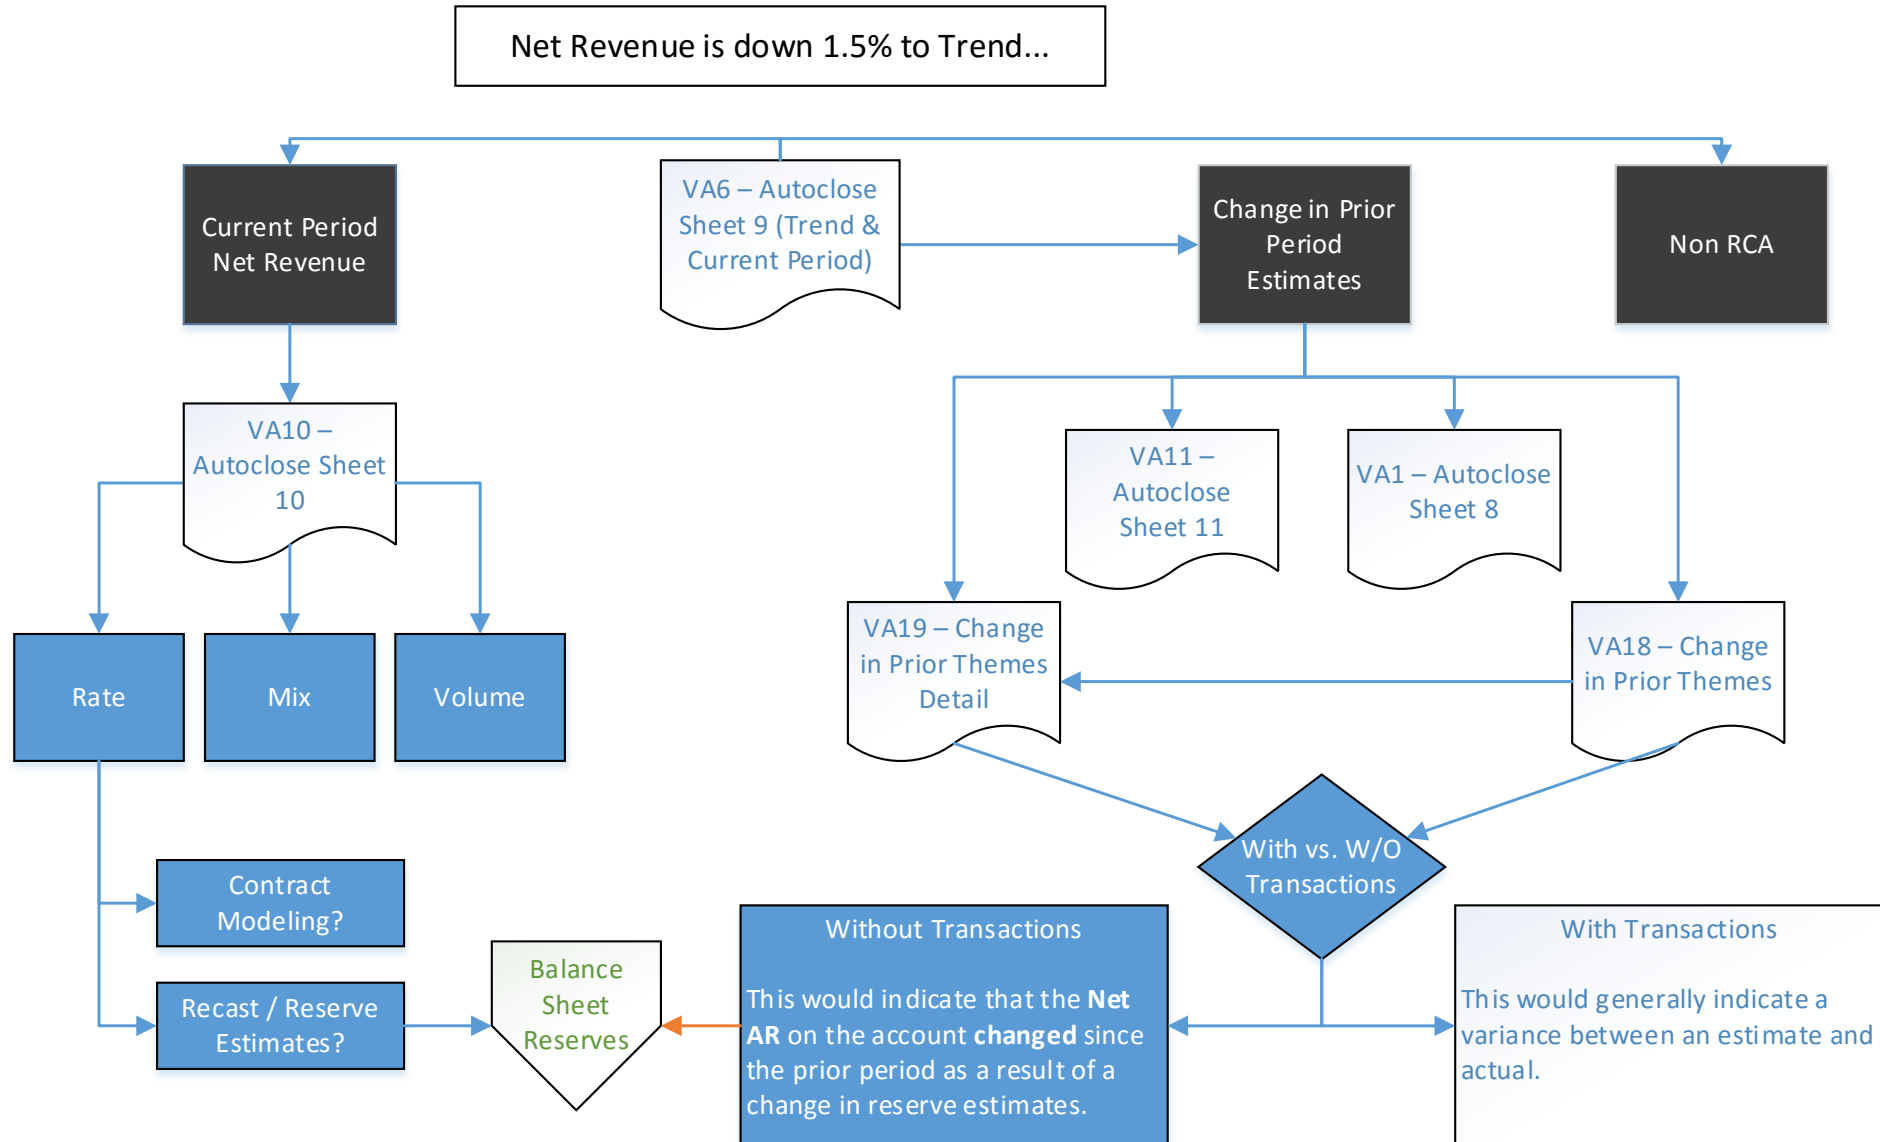 Net Revenue is down 1.5% to Trend...
Current Period
Net Revenue
VA6 – Autoclose
Sheet 9 (Trend &
Current Period)
Change in Prior
Period
Estimates
Non RCA
VA10 –
Autoclose Sheet
10
VA11 –
Autoclose
Sheet 11
VA1 – Autoclose
Sheet 8
Rate
Mix
Volume
VA19 – Change
in Prior Themes
Detail
VA18 – Change
in Prior Themes
With vs. W/O
Transactions
Contract
Modeling?
Recast / Reserve
Estimates?
Balance
Sheet
Reserves
Without Transactions
This would indicate that the Net
AR on the account changed since
the prior period as a result of a
change in reserve estimates.
With Transactions
This would generally indicate a
variance between an estimate and
actual.